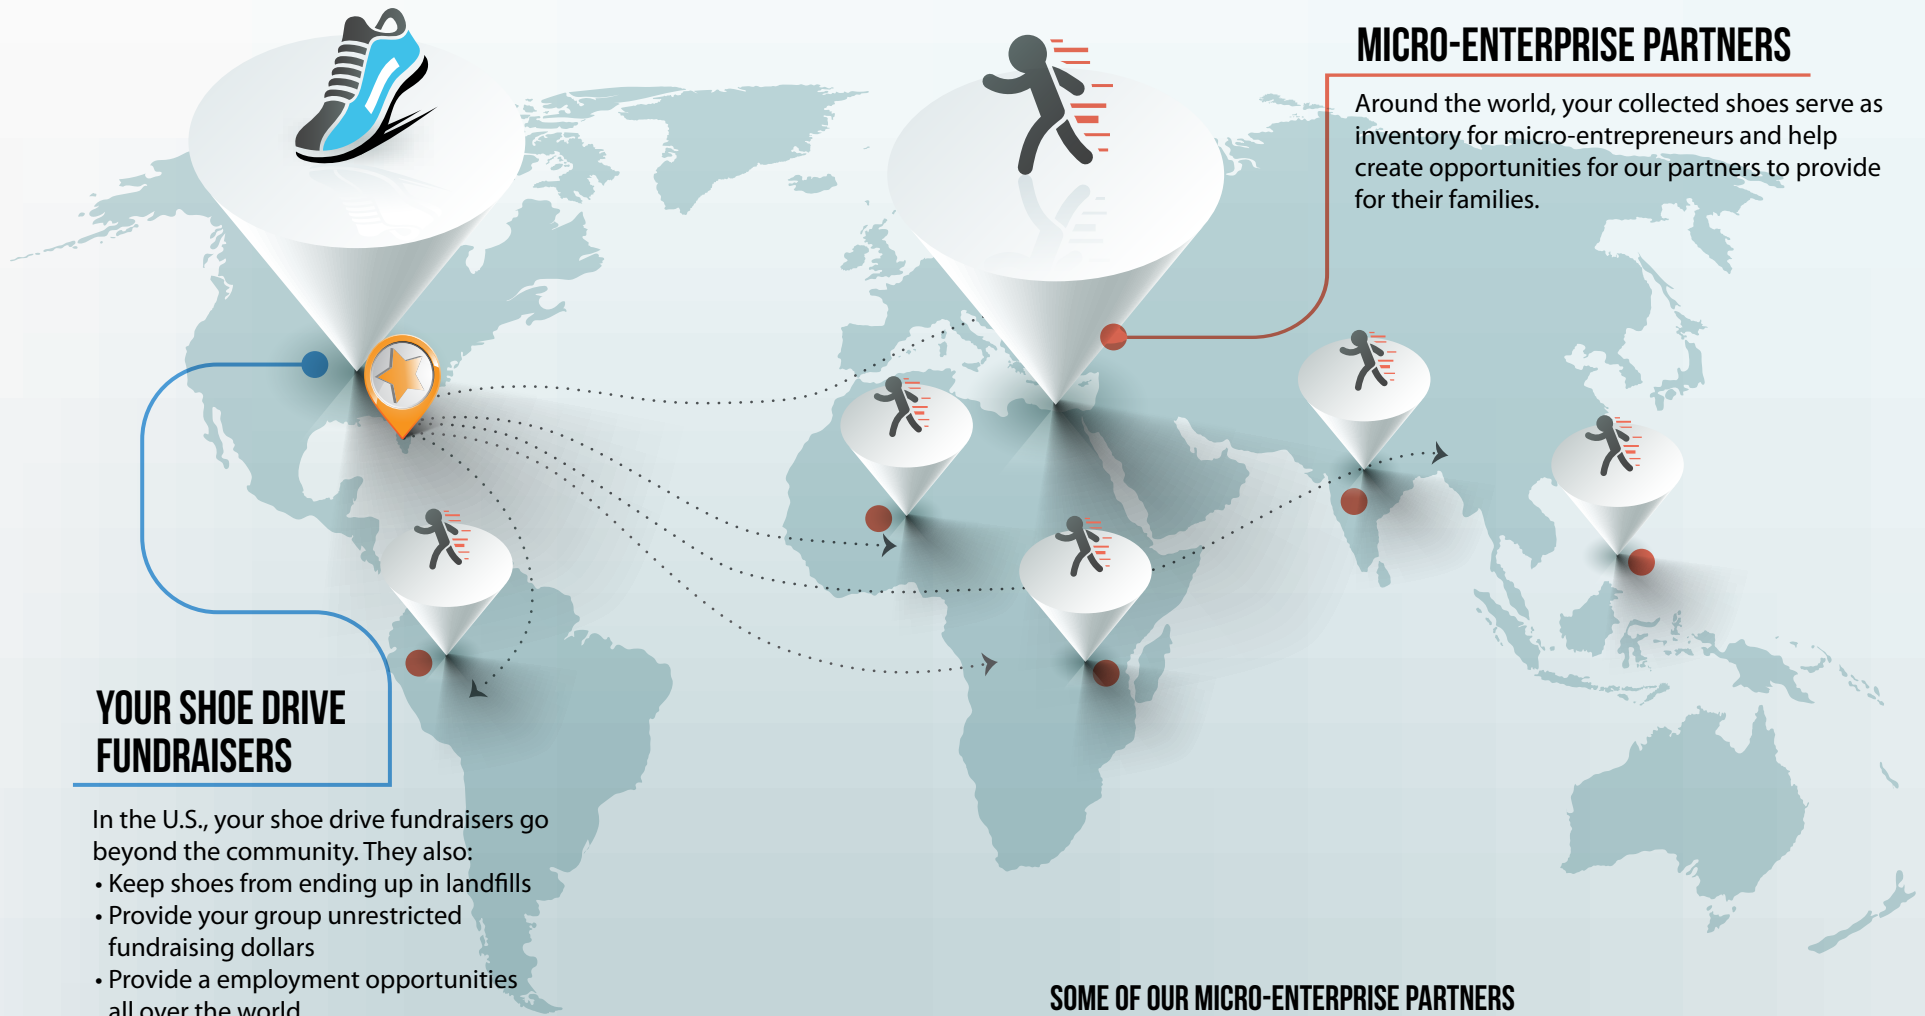 MICRO-ENTERPRISE PARTNERS
Around the world, your collected shoes serve as
inventory for micro-entrepreneurs and help
create opportunities for our partners to provide
for their families.
YOUR SHOE DRIVE
FUNDRAISERS
In the U.S., your shoe drive fundraisers go
beyond the community. They also:
• Keep shoes from ending up in landfills
• Provide your group unrestricted
fundraising dollars
• Provide a employment opportunities
all over the world
SOME OF OUR MICRO-ENTERPRISE PARTNERS